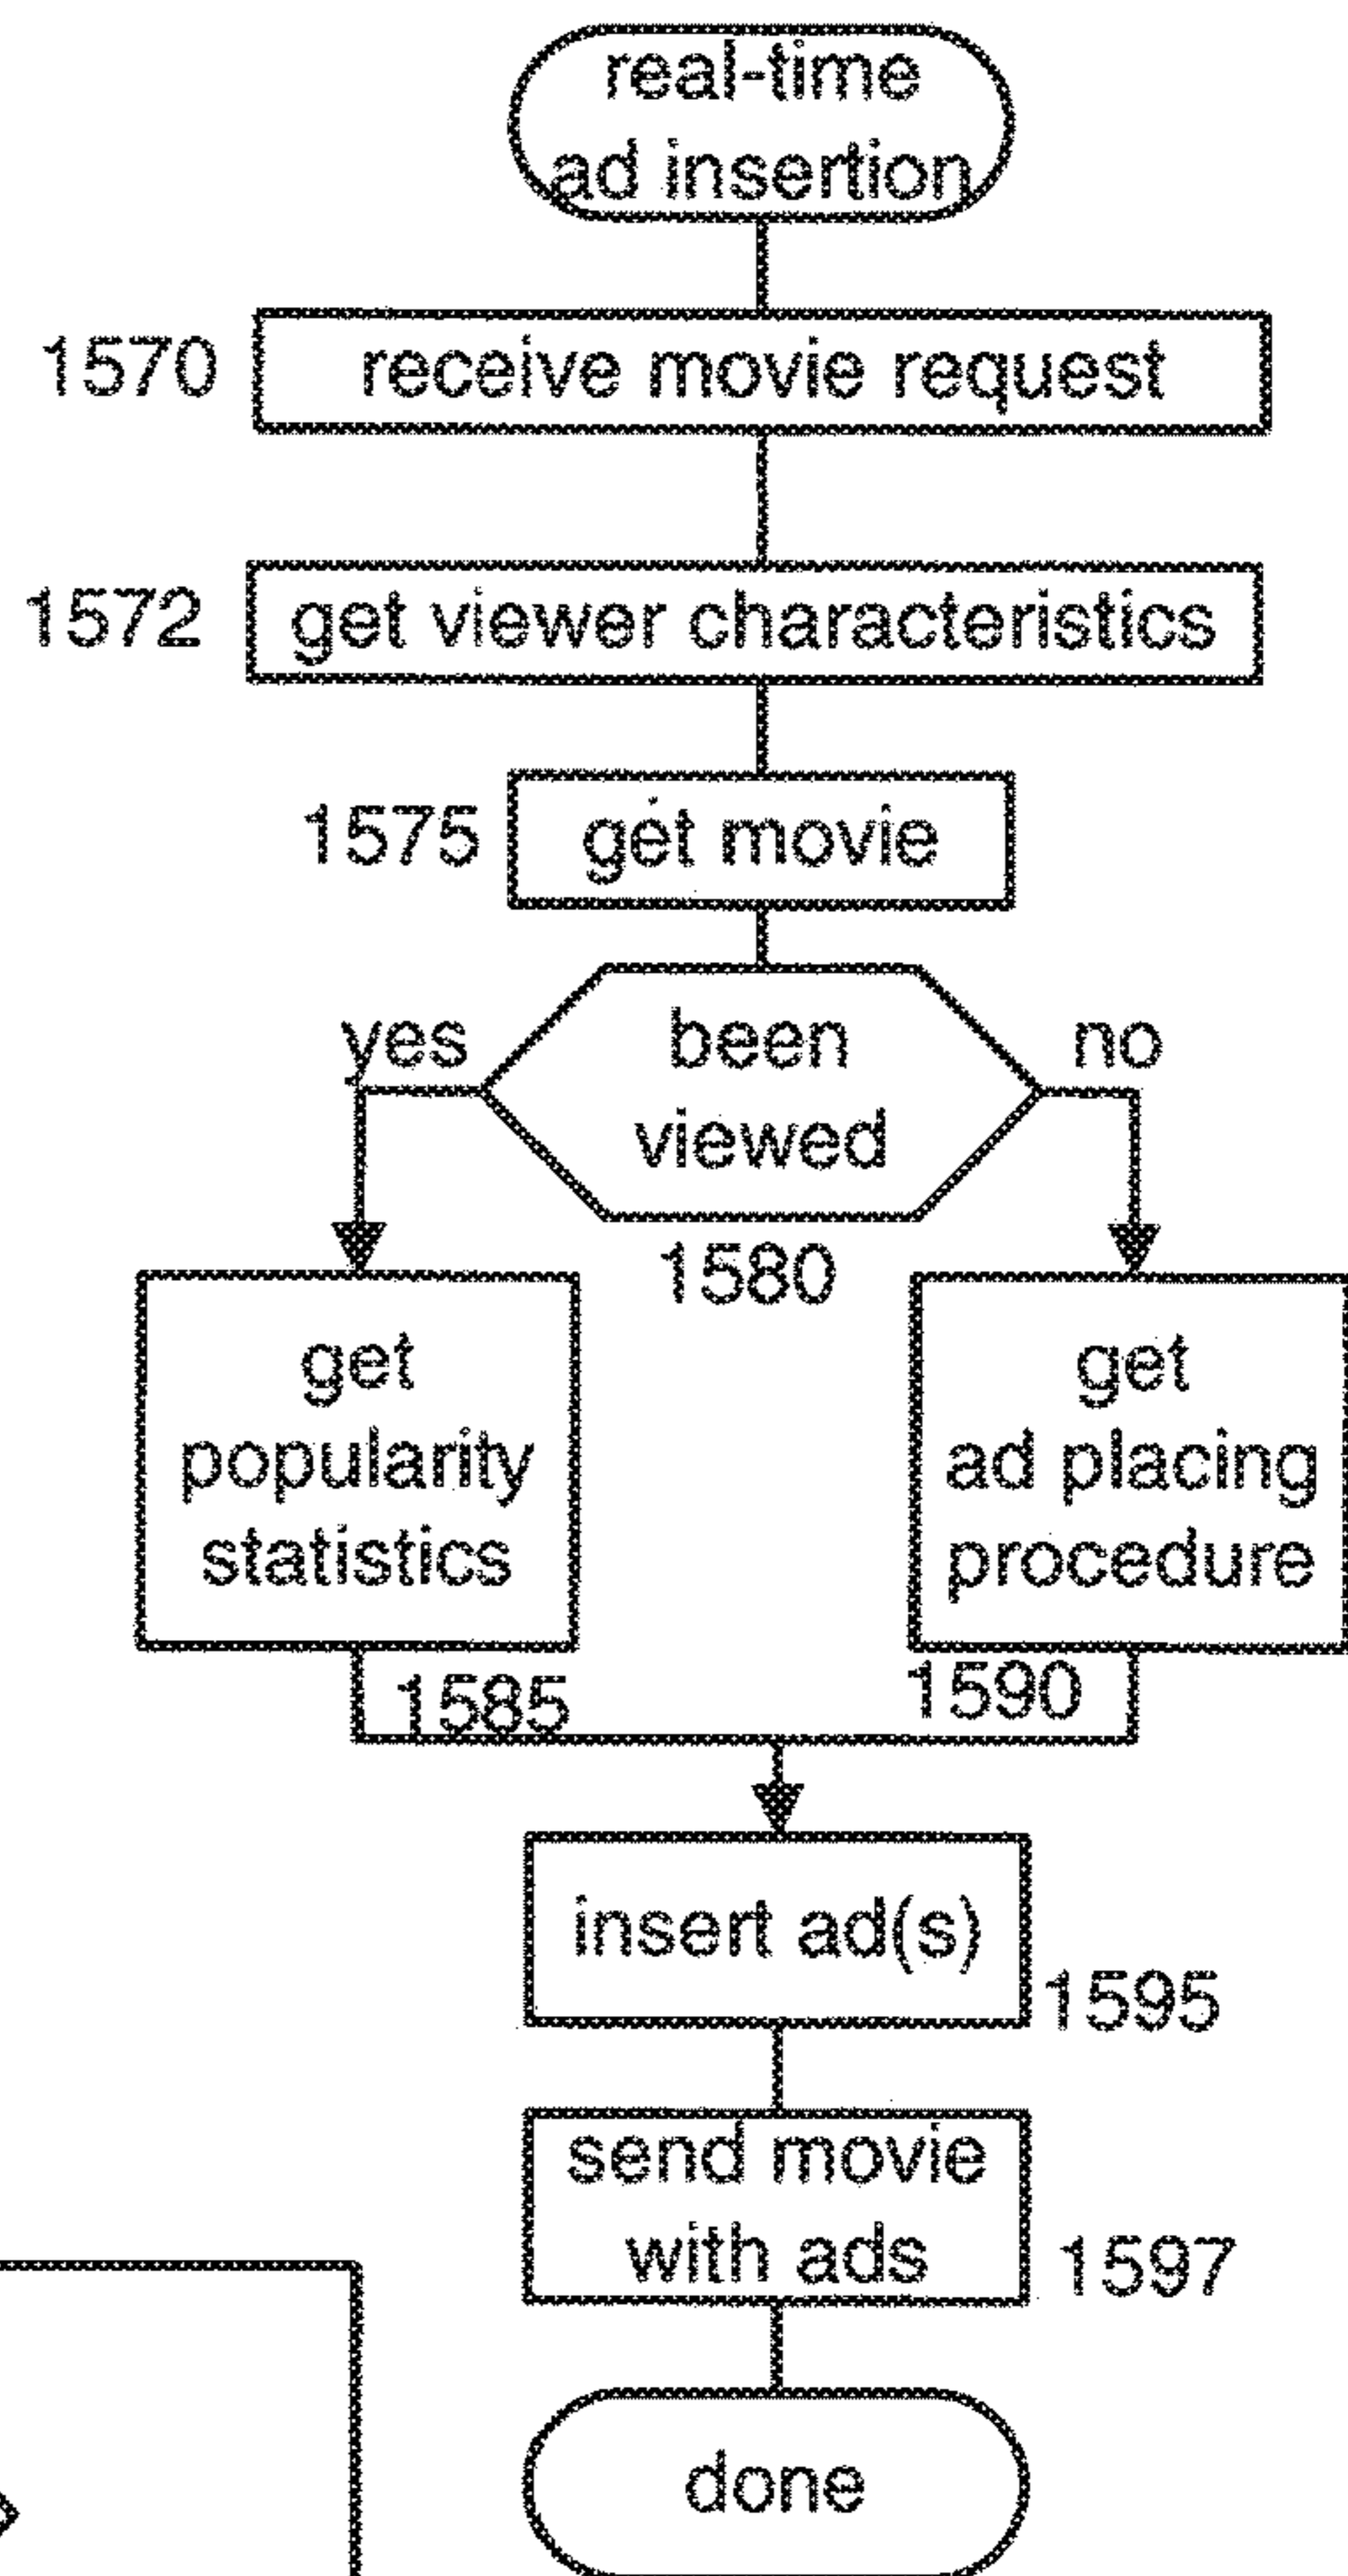 real-time
ad insertion
1570
receive movie request
1572
get viewer characteristics
1575
get movie
yes
been
viewed
no
1580
get
popularity
statistics
get
ad placing
procedure
1585
1590
insert ad(s)
1595
send movie
with ads
1597
done